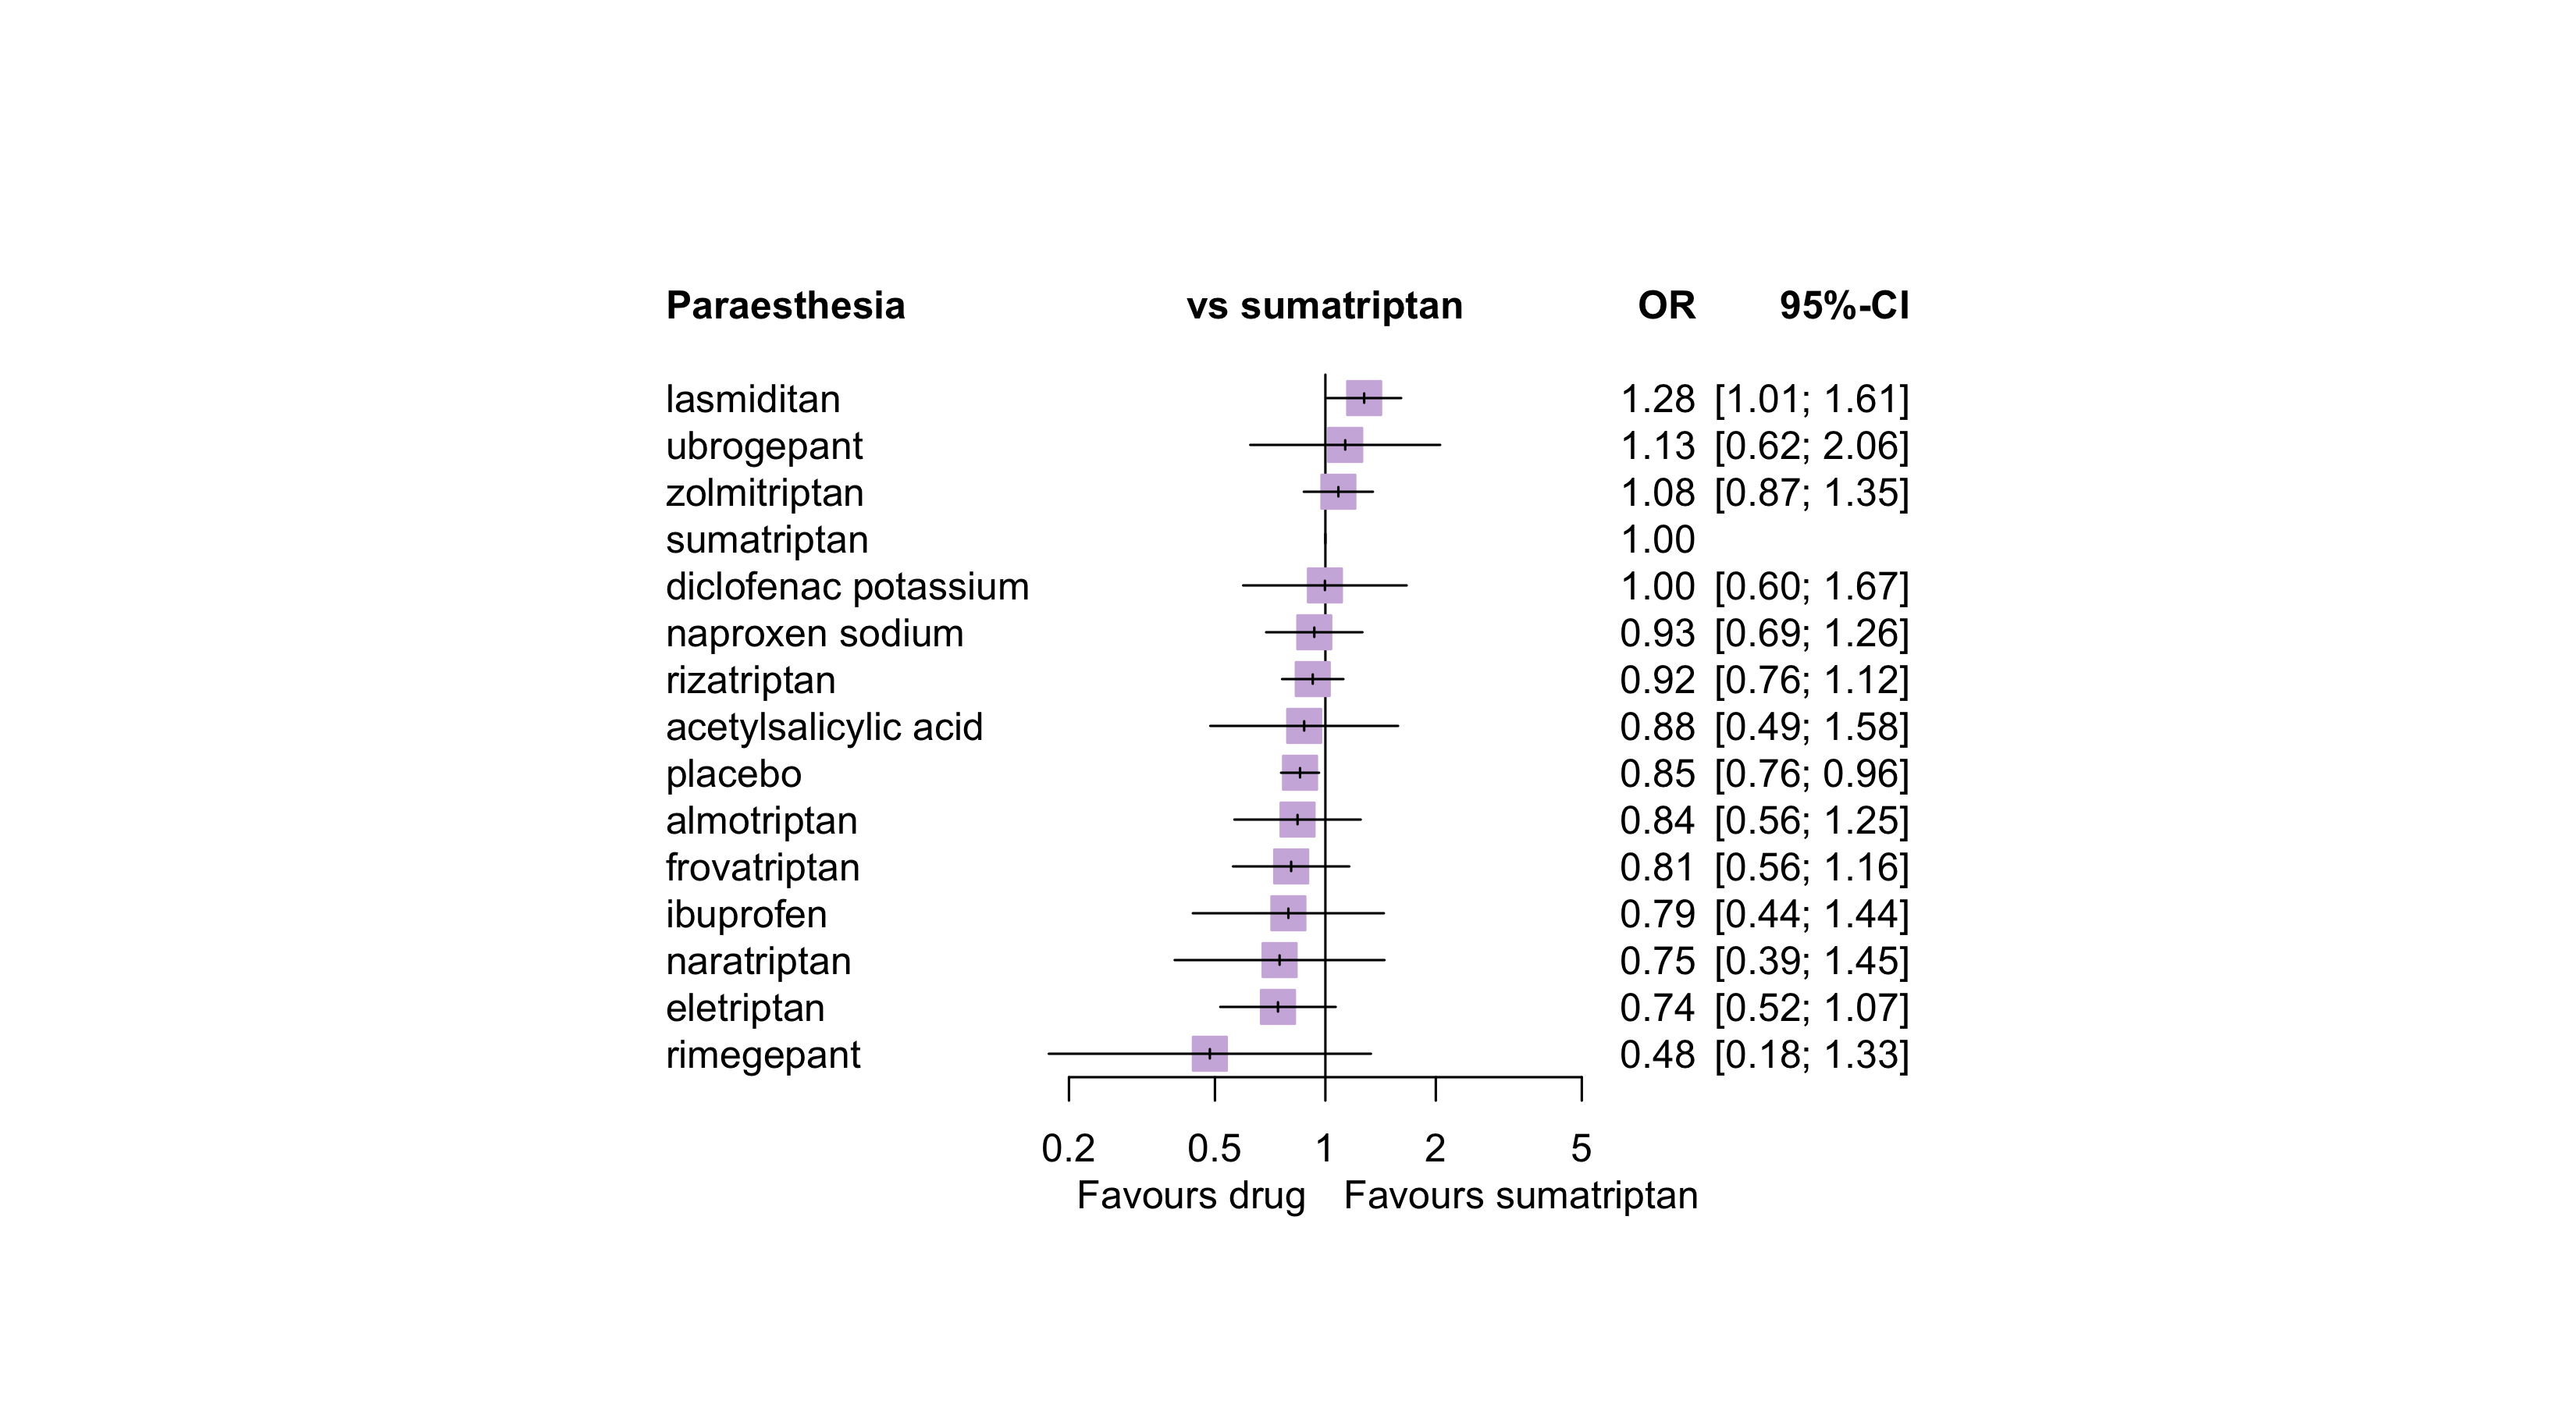 Paraesthesia vs sumatriptan OR 95%-CI
lasmiditan 1.28 [1.01; 1.61]
ubrogepant 1.13 [0.62; 2.06]
zolmitriptan 1.08 [0.87; 1.35]
sumatriptan 1.00
diclofenac potassium 1.00 [0.60; 1.67]
naproxen sodium 0.93 [0.69; 1.26]
rizatriptan 0.92 [0.76; 1.12]
acetylsalicylic acid 0.88 [0.49; 1.58]
placebo 0.85 [0.76; 0.96]
almotriptan 0.84 [0.56; 1.25]
frovatriptan 0.81 [0.56; 1.16]
ibuprofen 0.79 [0.44; 1.44]
naratriptan 0.75 [0.39; 1.45]
eletriptan 0.74 [0.52; 1.07]
rimegepant 0.48 [0.18; 1.33]
0.2 0.5 1 2 5
Favours drug Favours sumatriptan